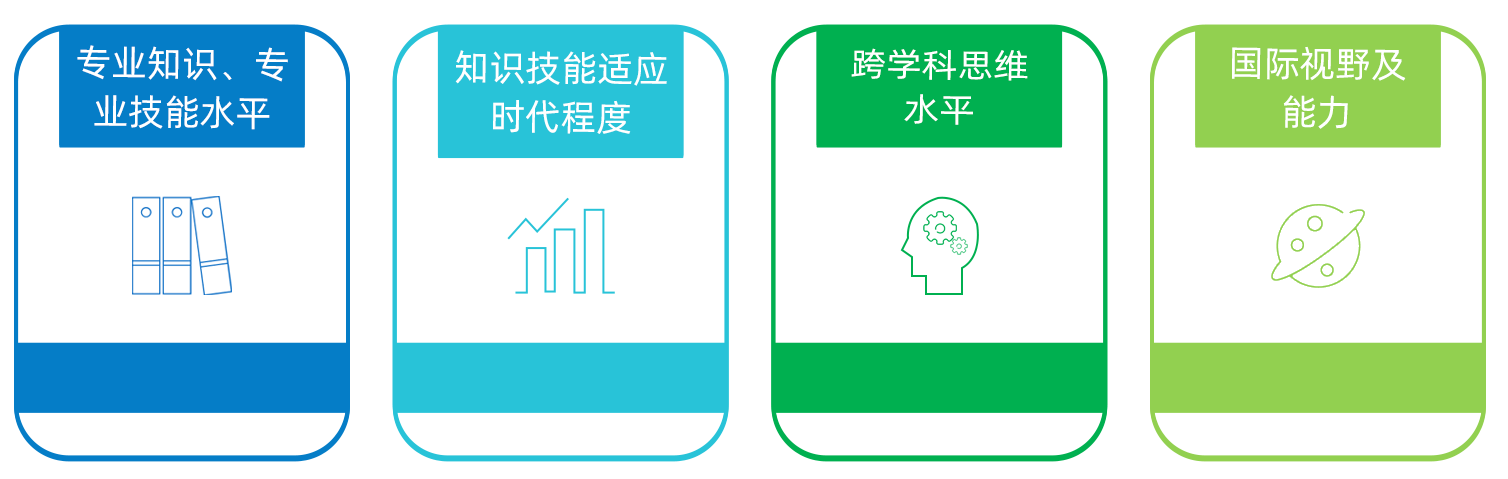 专业知识、专
业技能水平
知识技能适应
时代程度
跨学科思维
水平
国际视野及
能力